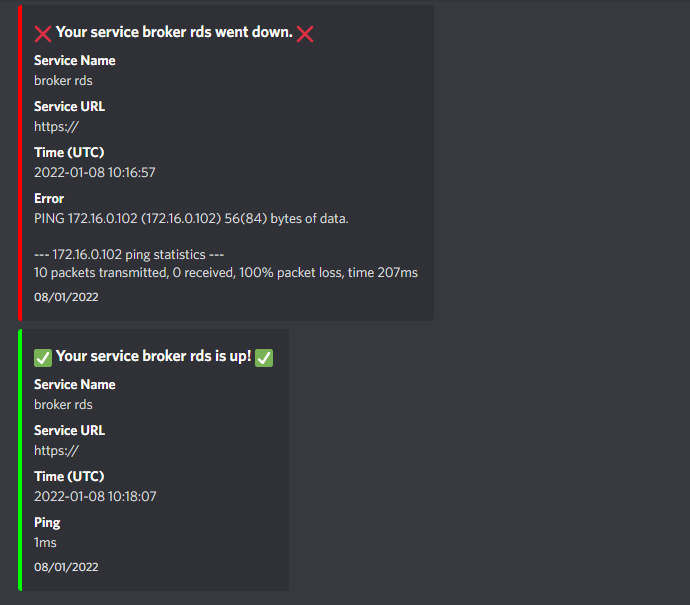 ❌ Your service broker rds went down. ❌
Service Name
broker rds
Service URL
https://
Time (UTC)
2022-01-08 10:16:57
Error
PING 172.16.0.102 (172.16.0.102) 56(84) bytes of data.
--- 172.16.0.102 ping statistics ---
10 packets transmitted, 0 received, 100% packet loss, time 207ms
08/01/2022
✅ Your service broker rds is up! ✅
Service Name
broker rds
Service URL
https://
Time (UTC)
2022-01-08 10:18:07
Ping
1ms
08/01/2022